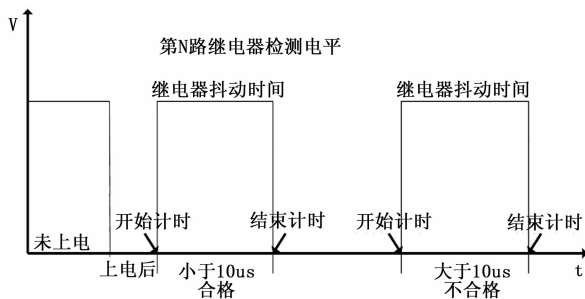 V
第N路继电器检测电平
继电器抖动时间
继电器抖动时间
开始计时
结束计时
开始计时
结束计时
未上电
上电后
小于10us
合格
大于10us
不合格
t